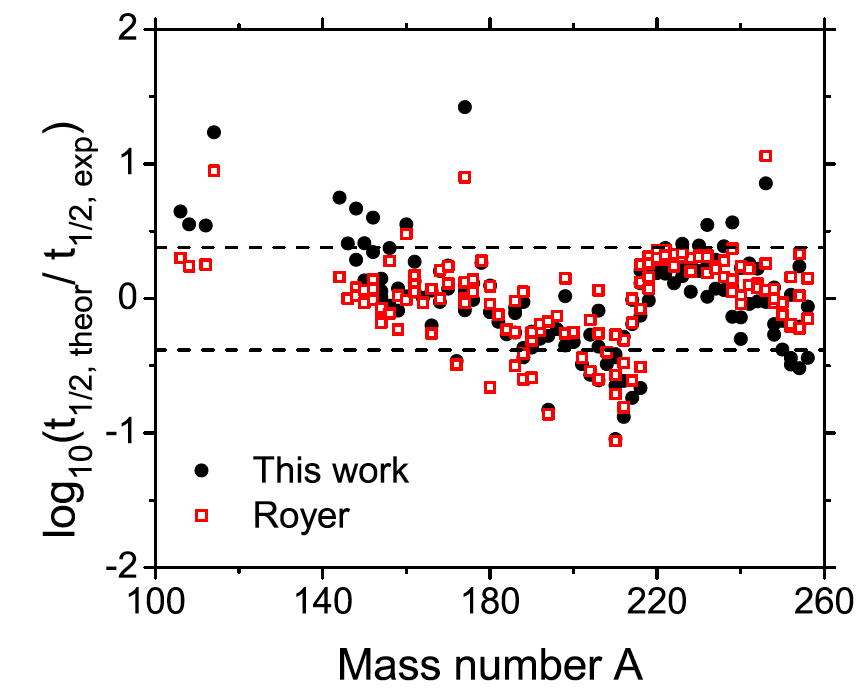 2
1
0
-1
-2
log10(t1/2, theor/ t1/2, exp)
This work
Royer
100 140 180 220 260
Mass number A